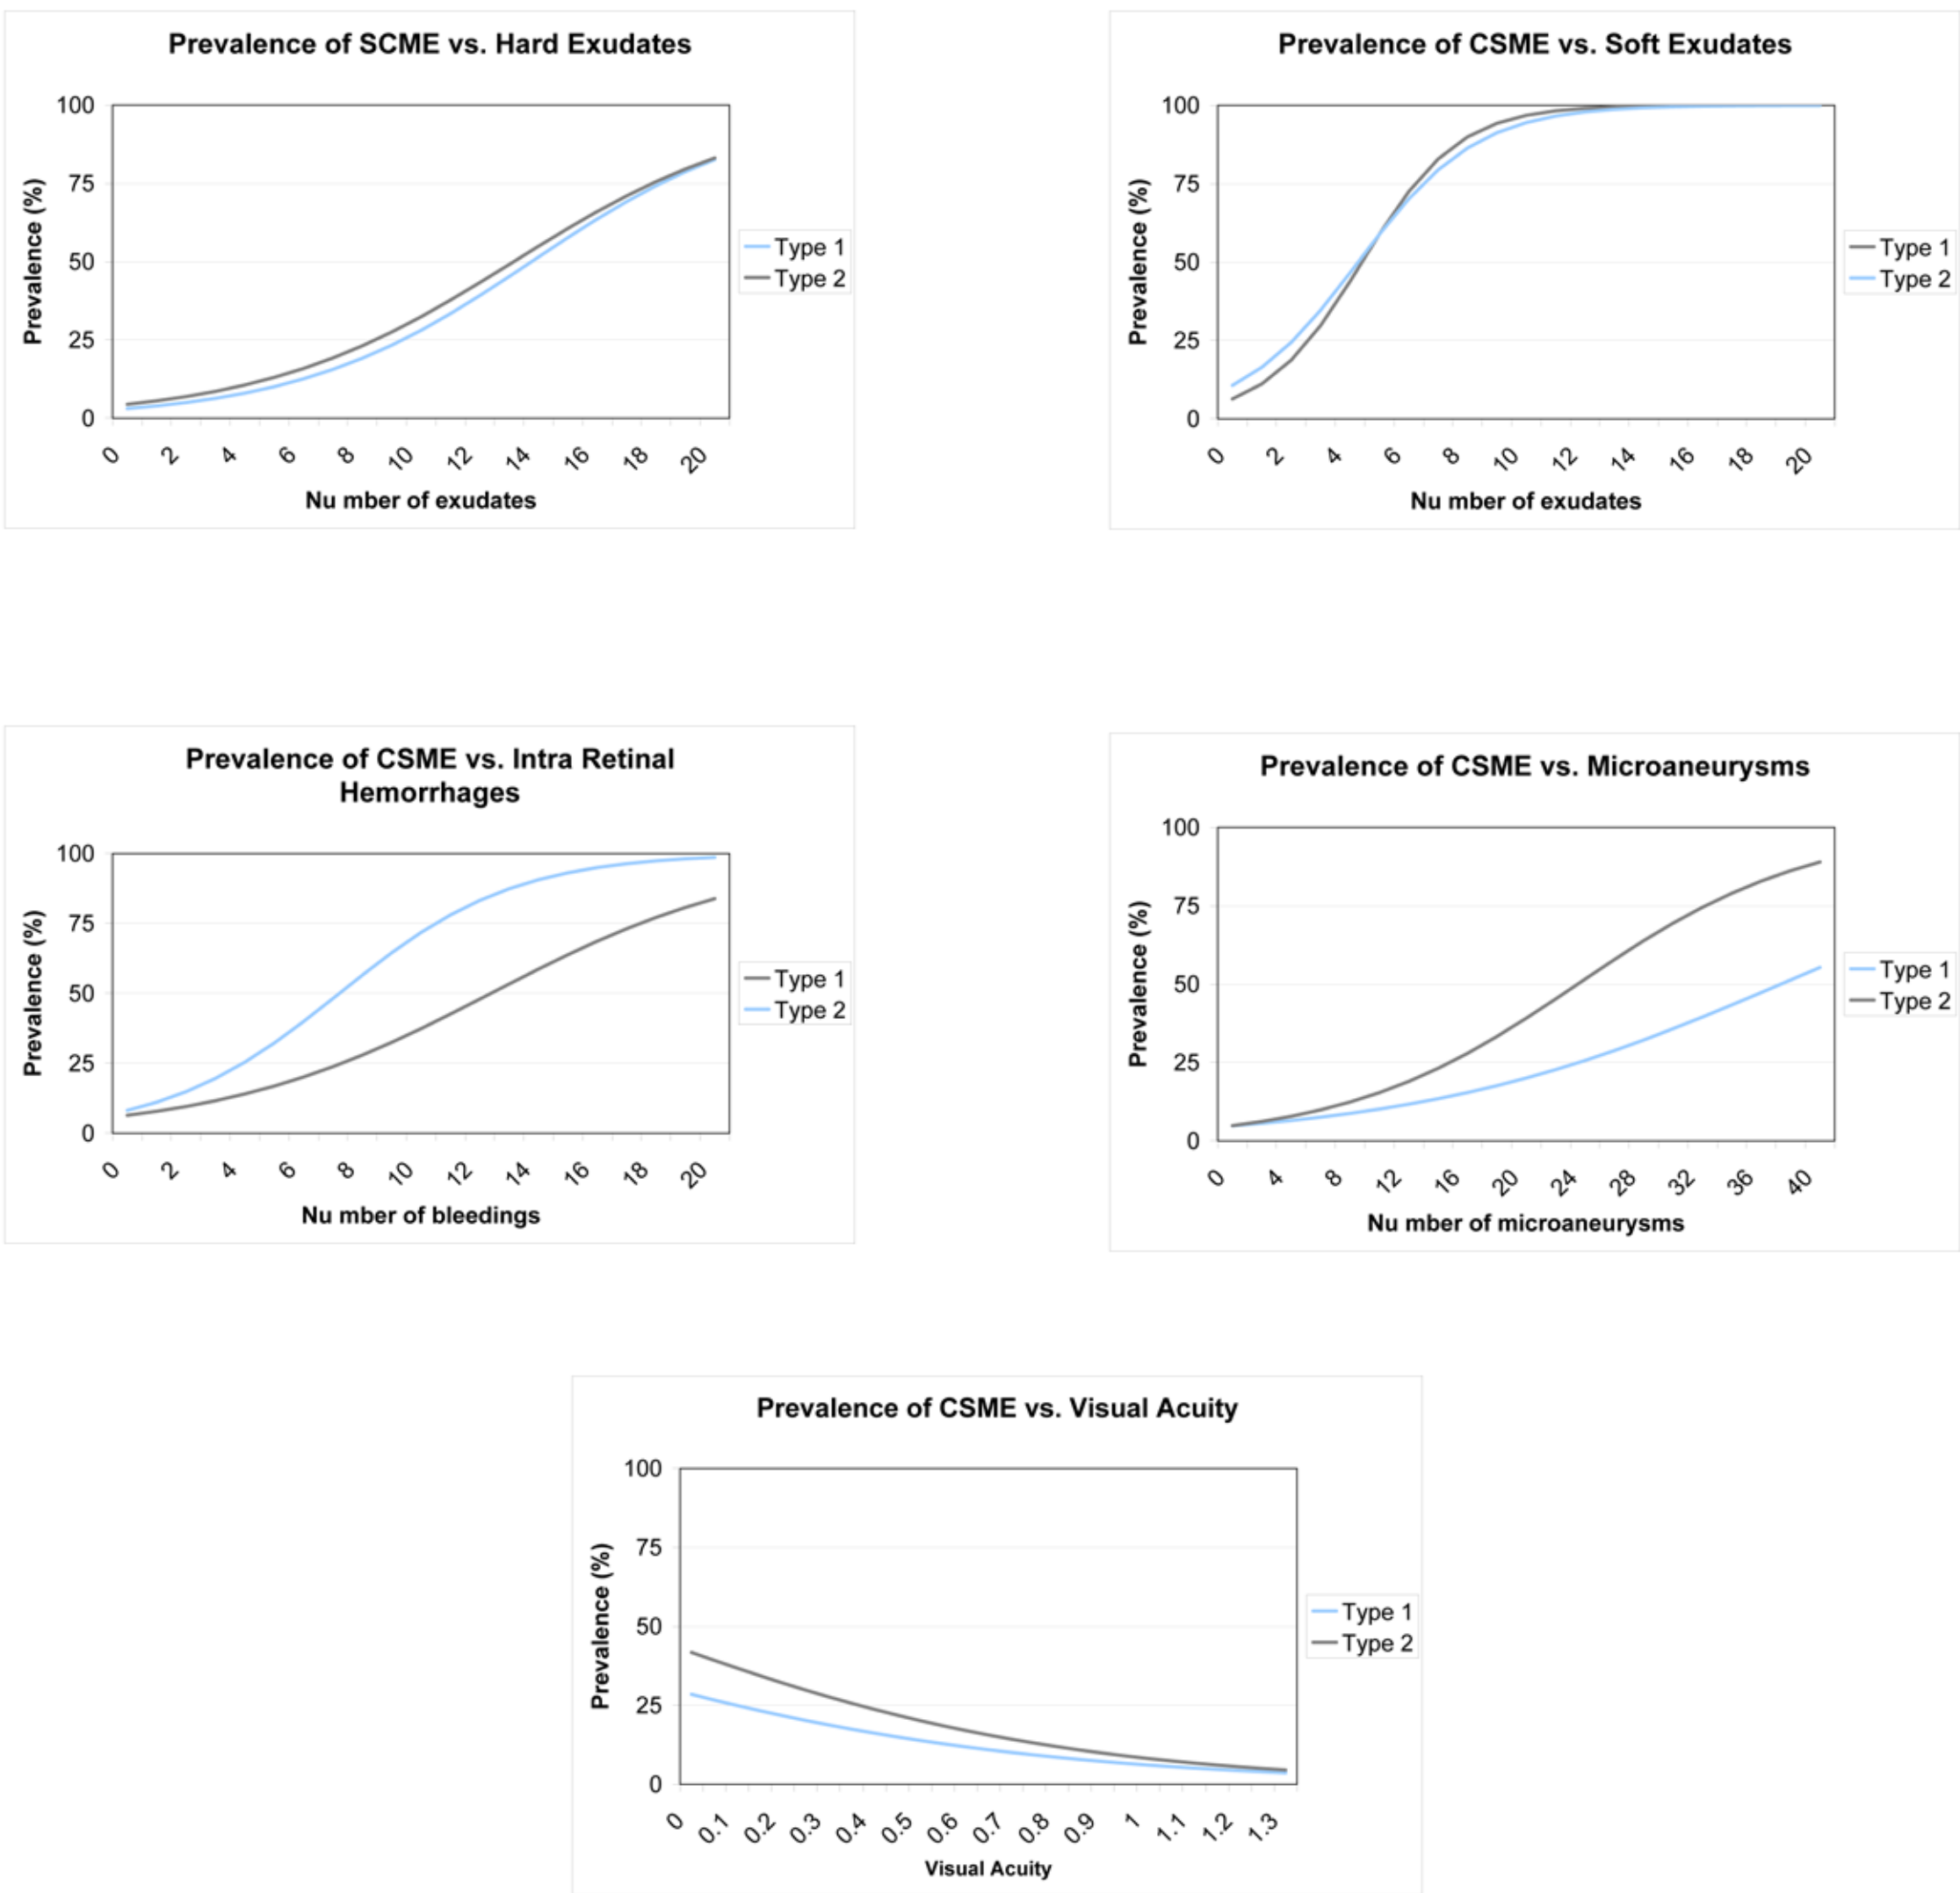 Prevalence of SCME vs. Hard Exudates
100
75
50
25
0
Prevalence (%)
0 2 4 6 8 10 12 14 16 18 20
Nu mber of exudates
Type 1
Type 2
Prevalence of CSME vs. Soft Exudates
100
75
50
25
0
Prevalence (%)
0 2 4 6 8 10 12 14 16 18 20
Nu mber of exudates
Type 1
Type 2
Prevalence of CSME vs. Intra Retinal
Hemorrhages
100
75
50
25
0
Prevalence (%)
0 2 4 6 8 10 12 14 16 18 20
Nu mber of bleedings
Type 1
Type 2
Prevalence of CSME vs. Microaneurysms
100
75
50
25
0
Prevalence (%)
0 4 8 12 16 20 24 28 32 36 40
Nu mber of microaneurysms
Type 1
Type 2
Prevalence of CSME vs. Visual Acuity
100
75
50
25
0
Prevalence (%)
0 0.1 0.2 0.3 0.4 0.5 0.6 0.7 0.8 0.9 1 1.1 1.2 1.3
Visual Acuity
Type 1
Type 2